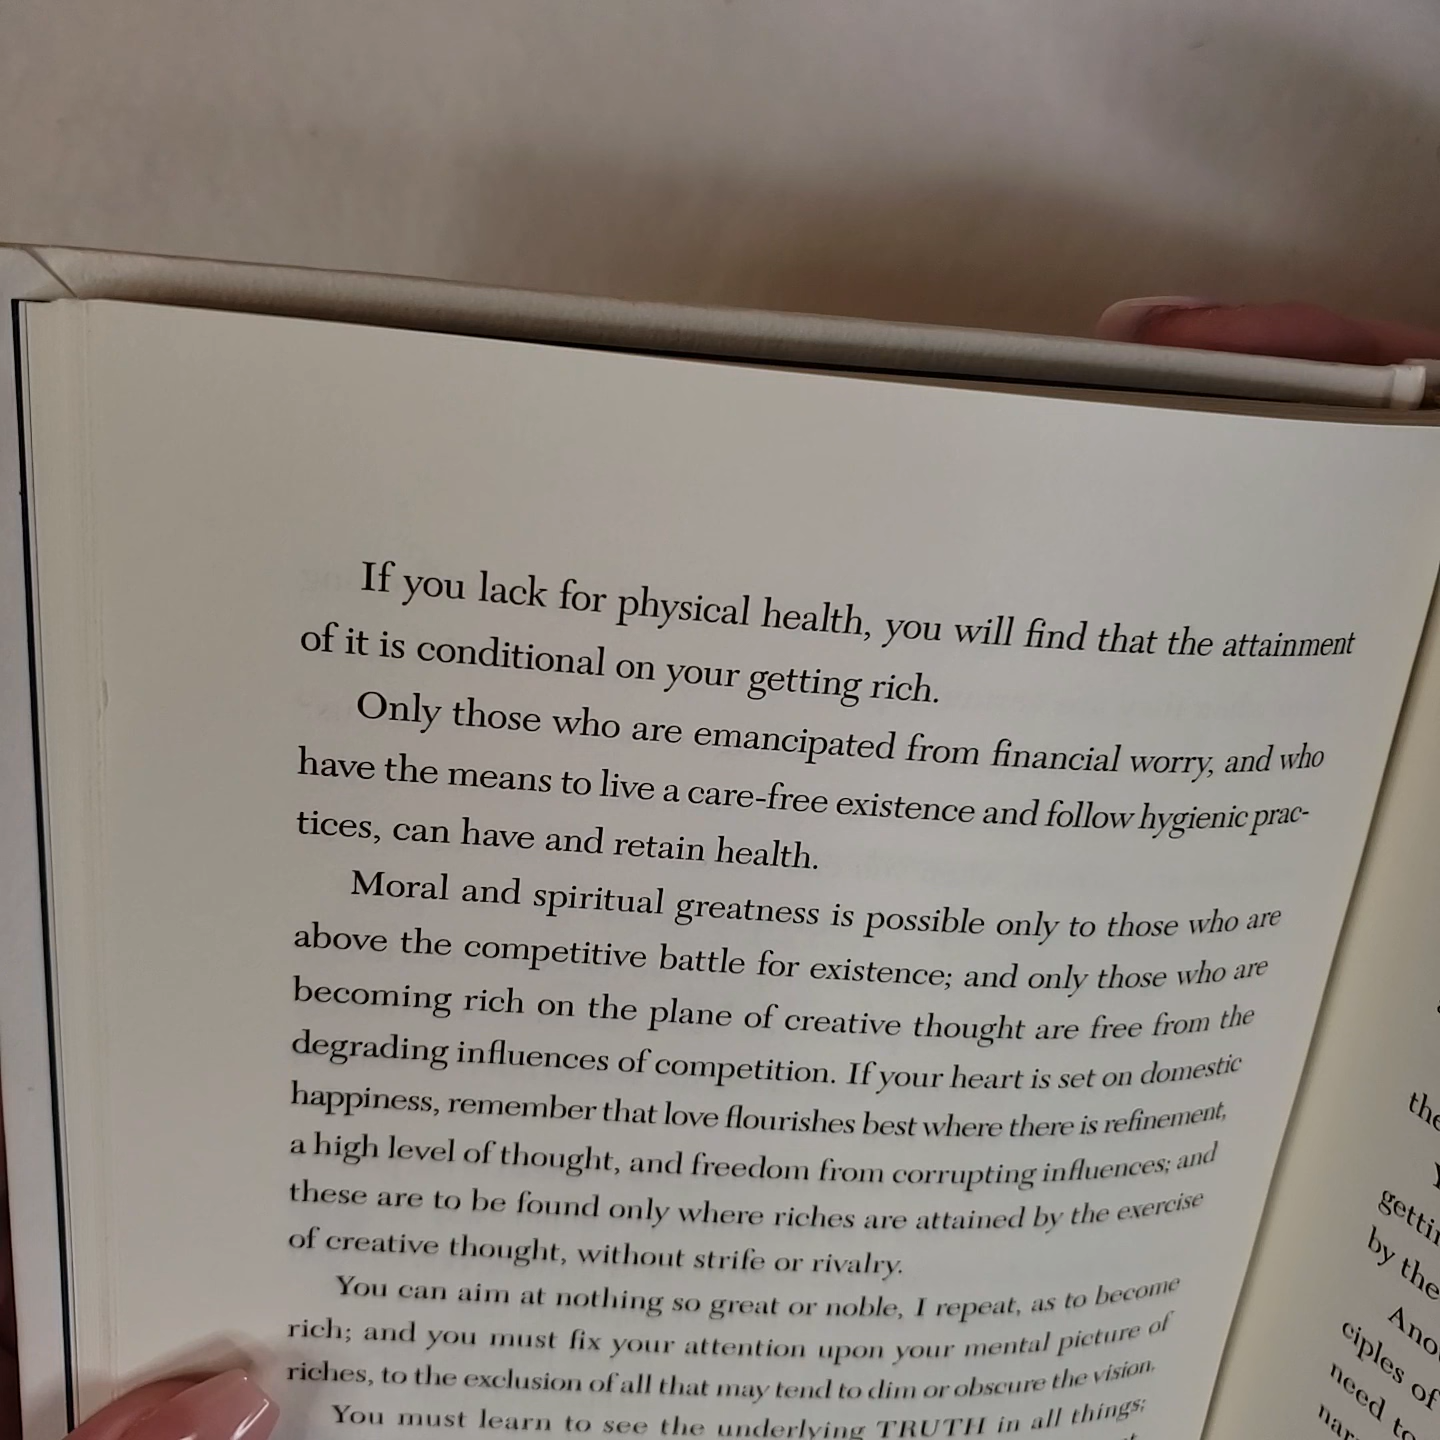 If you lack for physical health, you will find that the attainment
of it is conditional on your getting rich.
Only those who are emancipated from financial worry, and who
have the means to live a care-free existence and follow hygienic prac-
tices, can have and retain health.
Moral and spiritual greatness is possible only to those who are
above the competitive battle for existence; and only those who are
becoming rich on the plane of creative thought are free from the
degrading influences of competition. If your heart is set on domestic
happiness, remember that love flourishes best where there is refinement,
a high level of thought, and freedom from corrupting influences; and
these are to be found only where riches are attained by the exercise
of creative thought, without strife or rivalry.
You can aim at nothing so great or noble, I repeat, as to become
rich; and you must fix your attention upon your mental picture of
riches, to the exclusion of all that may tend to dim or obscure the vision.
You must learn to see the underlying TRUTH in all things;
by the
ciples of
need to